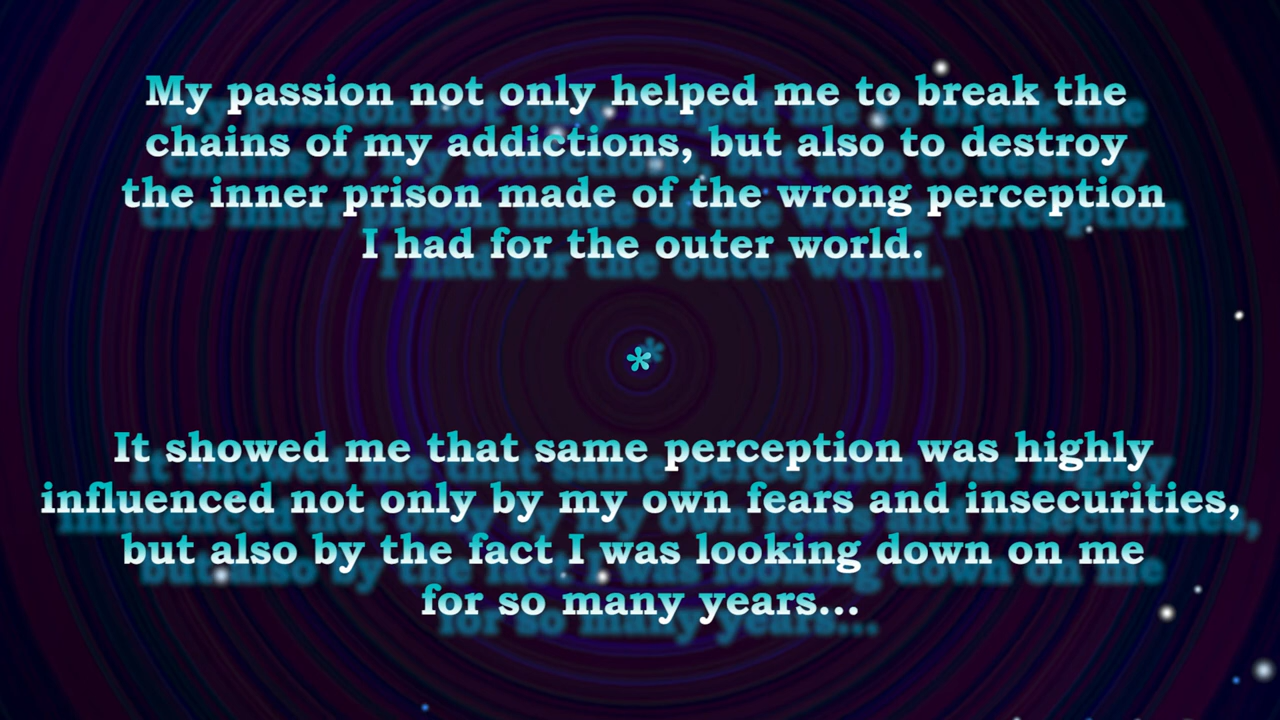 My passion not only helped me to break the
chains of my addictions, but also to destroy
the inner prison made of the wrong perception
I had for the outer world.
*
It showed me that same perception was highly
influenced not only by my own fears and insecurities,
but also by the fact I was looking down on me
for so many years...